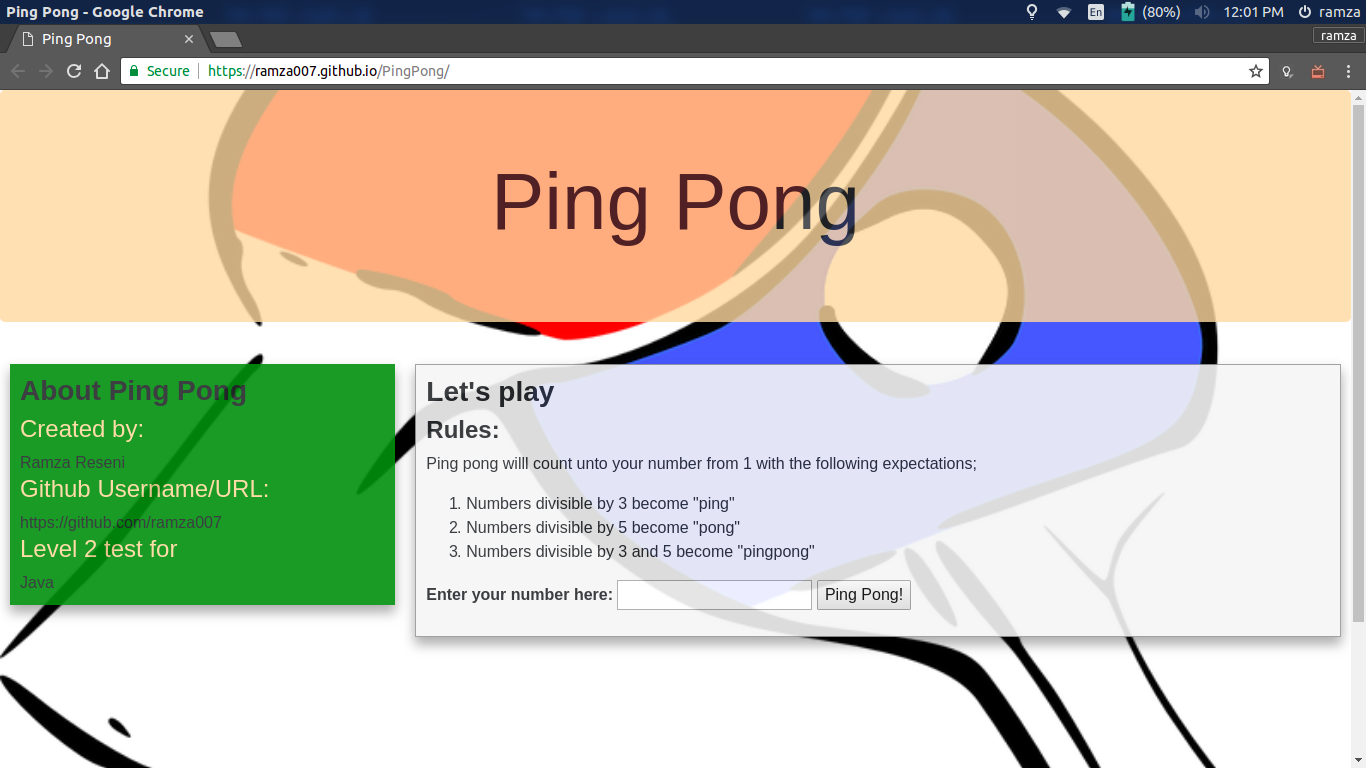 Ping Pong - Google Chrome
En
(80%)
12:01 PM
ramza
Ping Pong
ramza
Secure
https://ramza007.github.io/PingPong/
Ping Pong
About Ping Pong
Created by:
Ramza Reseni
Github Username/URL:
https://github.com/ramza007
Level 2 test for
Java
Let's play
Rules:
Ping pong willl count unto your number from 1 with the following expectations;
1. Numbers divisible by 3 become "ping"
2. Numbers divisible by 5 become "pong"
3. Numbers divisible by 3 and 5 become "pingpong"
Enter your number here:
Ping Pong!